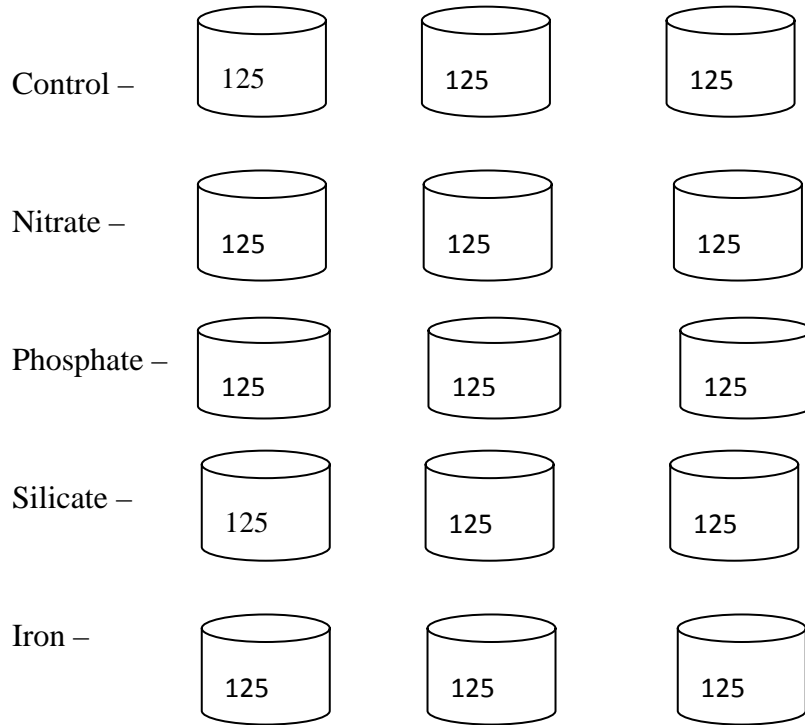 Control – 125 125 125
Nitrate – 125 125 125
Phosphate – 125 125 125
Silicate – 125 125 125
Iron – 125 125 125